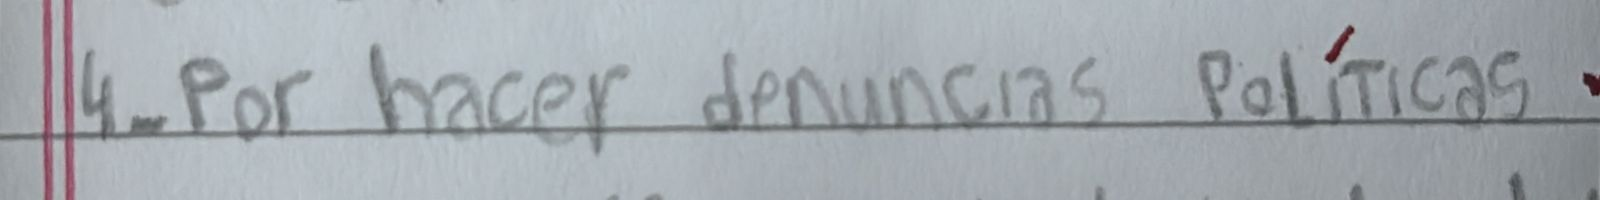 4- Por hacer denuncias Políticas.